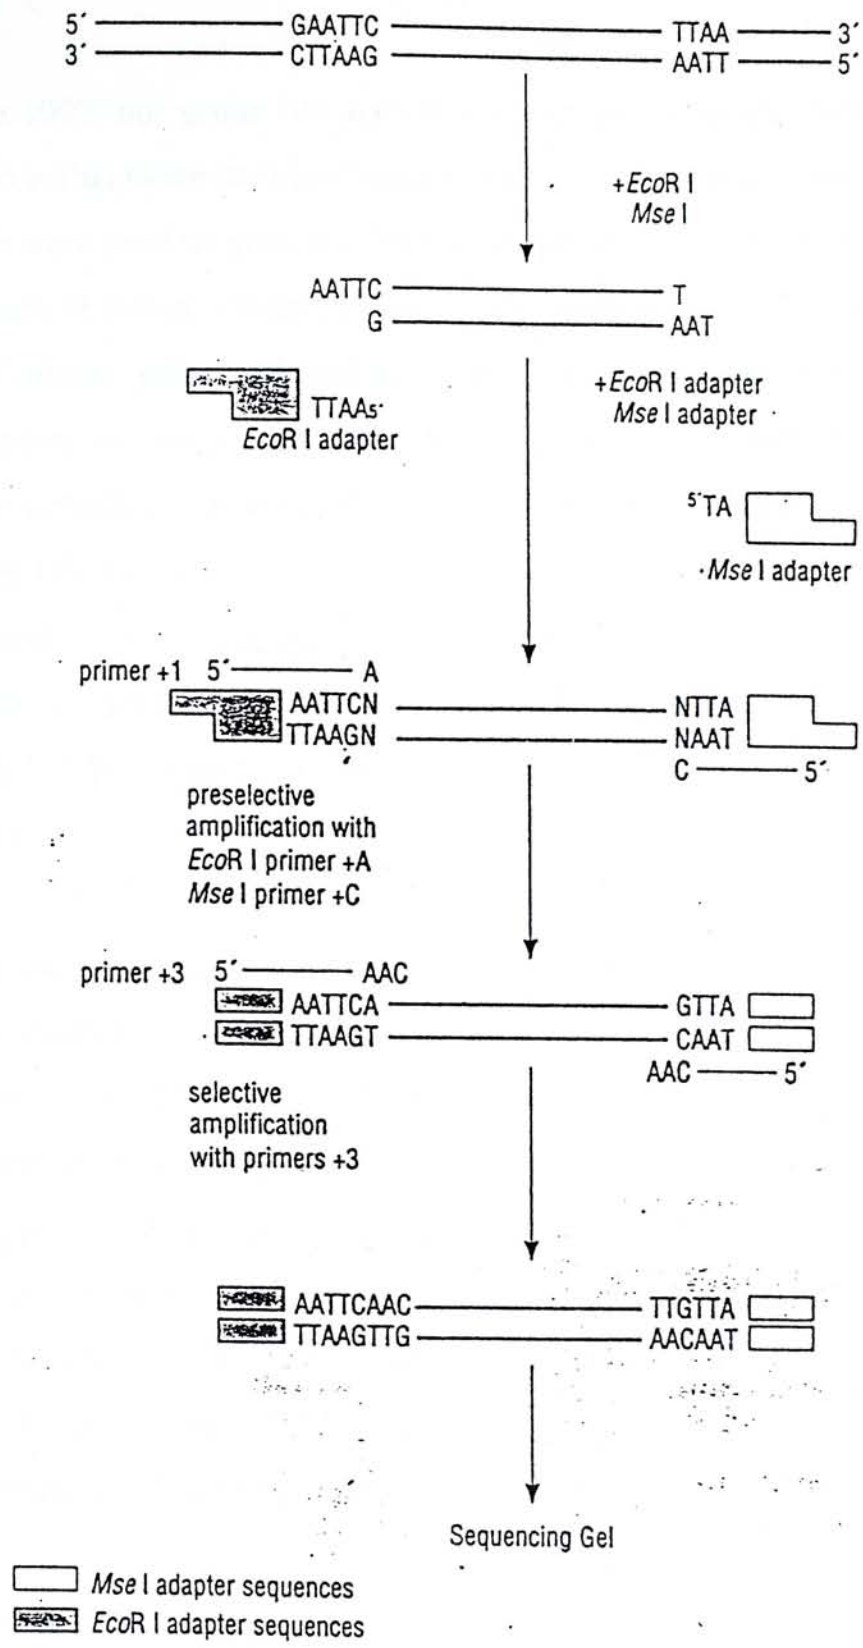 5´ GAATTC TTAA 3´
3´ CTTAAG AATT 5´
+EcoR I
Mse I
AATTC T
G AAT
+EcoR I adapter
Mse I adapter
TTAA5´
EcoR I adapter
5´TA
Mse I adapter
primer +1 5´ A
AATTCN NTTA
TTAAGN NAAT
C 5´
preselective
amplification with
EcoR I primer +A
Mse I primer +C
primer +3 5´ AAC
AATTCA GTTA
TTAAGT CAAT
AAC 5´
selective
amplification
with primers +3
AATTCAAC TTGTTA
TTAAGTTG AACAAT
Sequencing Gel
Mse I adapter sequences
EcoR I adapter sequences